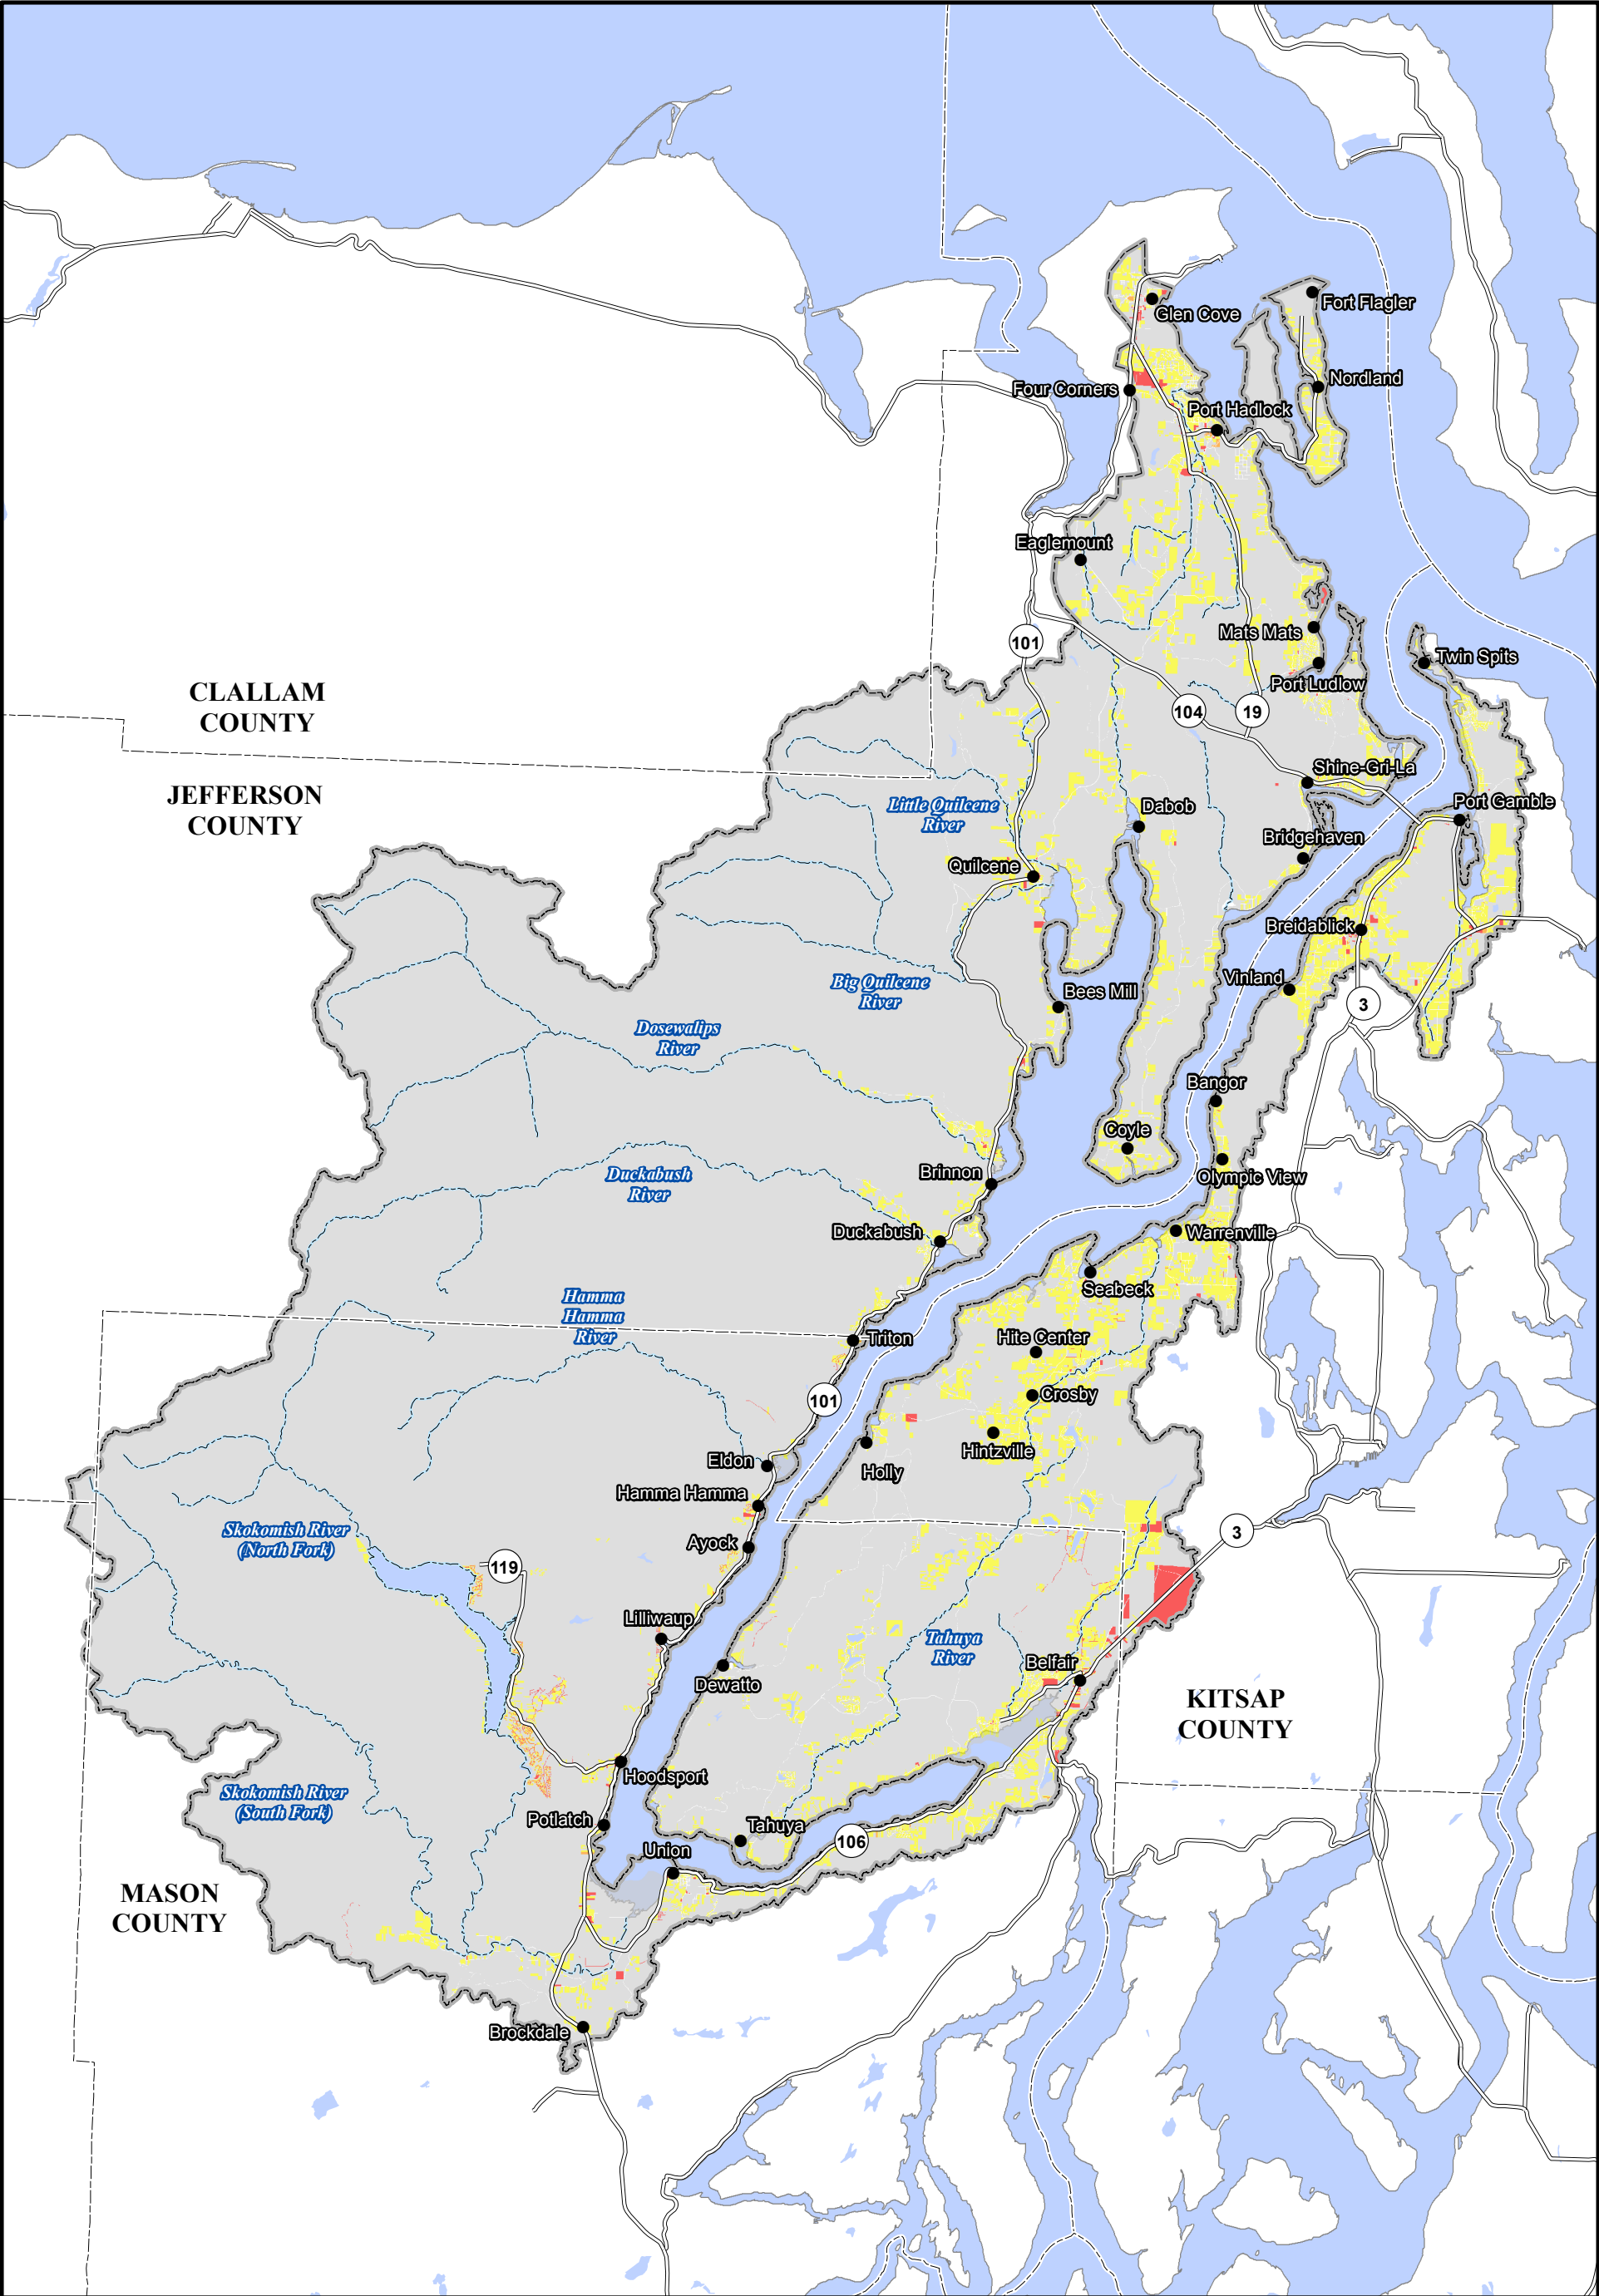 Fort Flagler
Glen Cove
Nordland
Four Corners
Port Hadlock
Eaglemount
101
Mats Mats
Twin Spits
Port Ludlow
CLALLAM
COUNTY
104
19
Shine-Gri-La
JEFFERSON
COUNTY
Little Quilcene
River
Dabob
Port Gamble
Bridgehaven
Quilcene
Breidablick
Big Quilcene
River
Vinland
Bees Mill
3
Dosewalips
River
Bangor
Coyle
Brinnon
Duckabush
River
Olympic View
Duckabush
Warrenville
Seabeck
Hamma
Hamma
River
Triton
Hite Center
101
Crosby
Hintzville
Eldon
Holly
Hamma Hamma
Skokomish River
(North Fork)
Ayock
3
119
Lilliwaup
Tahuya
River
Belfair
Dewatto
KITSAP
COUNTY
Hoodsport
Skokomish River
(South Fork)
Potlatch
Tahuya
106
Union
MASON
COUNTY
Brockdale